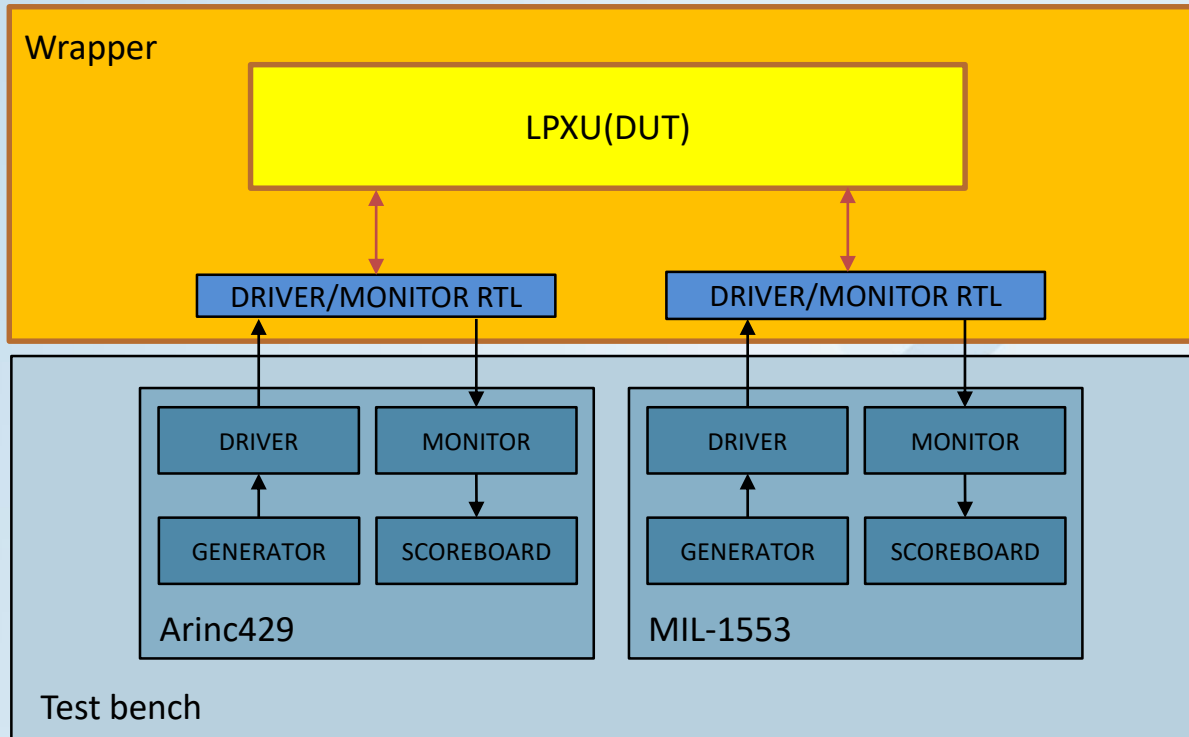 Wrapper
LPXU(DUT)
DRIVER/MONITOR RTL
DRIVER/MONITOR RTL
DRIVER
MONITOR
GENERATOR
SCOREBOARD
Arinc429
DRIVER
MONITOR
GENERATOR
SCOREBOARD
MIL-1553
Test bench